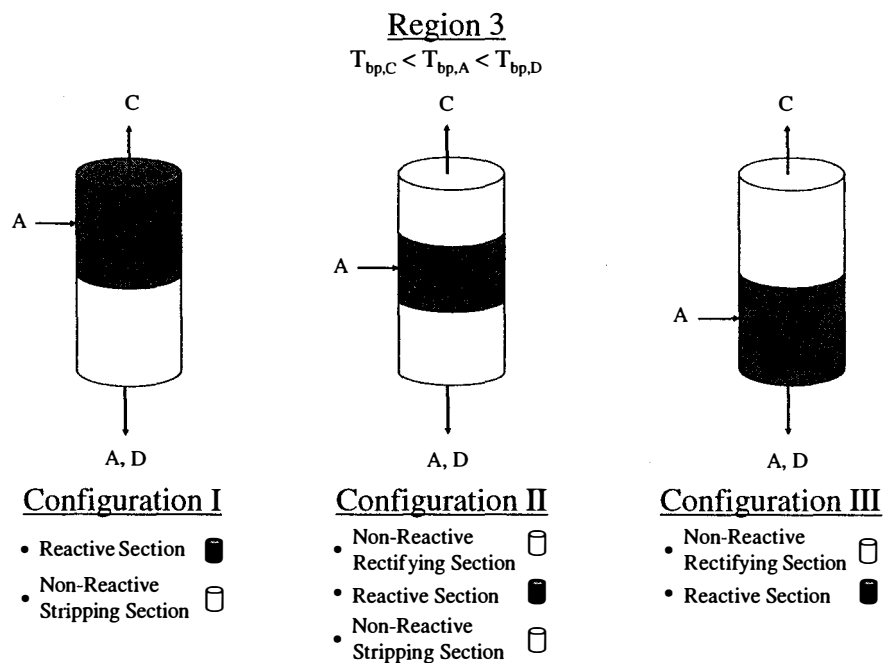 Region 3
T_bp,C < T_bp,A < T_bp,D
C
A
A, D
Configuration I
• Reactive Section
• Non-Reactive
Stripping Section
C
A
A, D
Configuration II
• Non-Reactive
Rectifying Section
• Reactive Section
• Non-Reactive
Stripping Section
C
A
A, D
Configuration III
• Non-Reactive
Rectifying Section
• Reactive Section